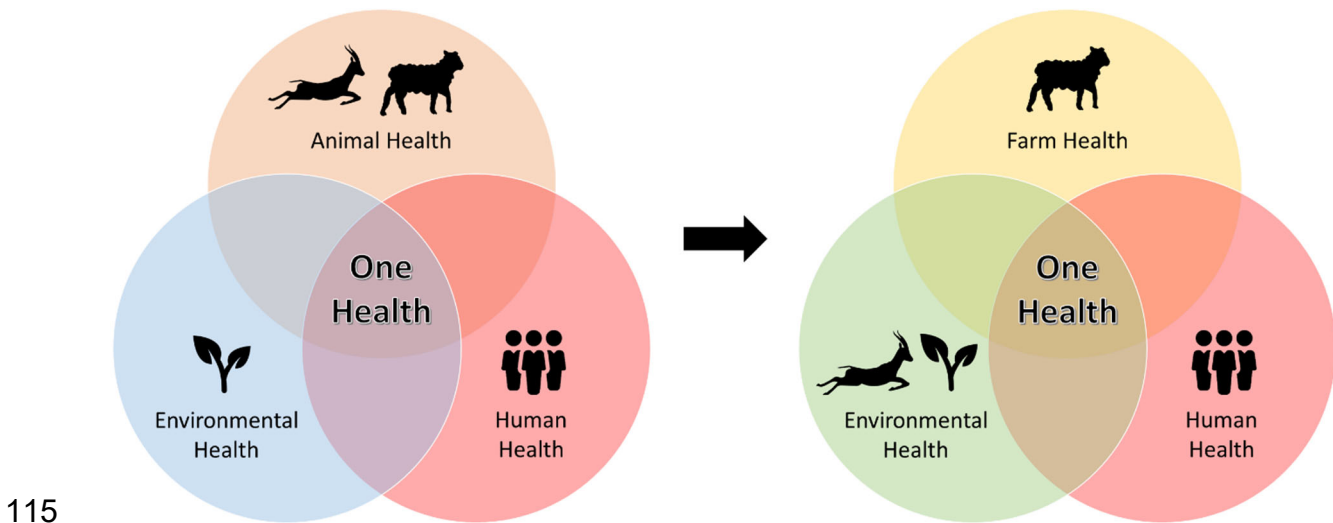 Animal Health
One
Health
Environmental
Health
Human
Health
Farm Health
One
Health
Environmental
Health
Human
Health
115